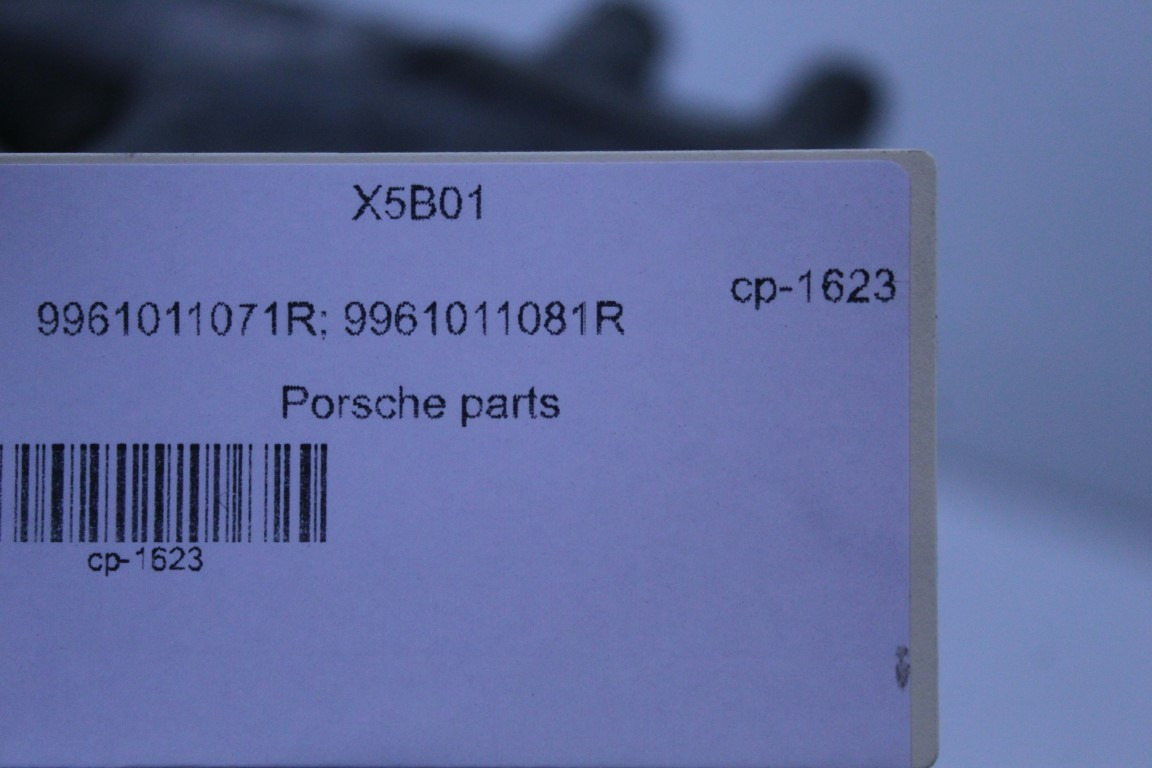 X5B01
cp-1623
9961011071R; 9961011081R
Porsche parts
cp-1623